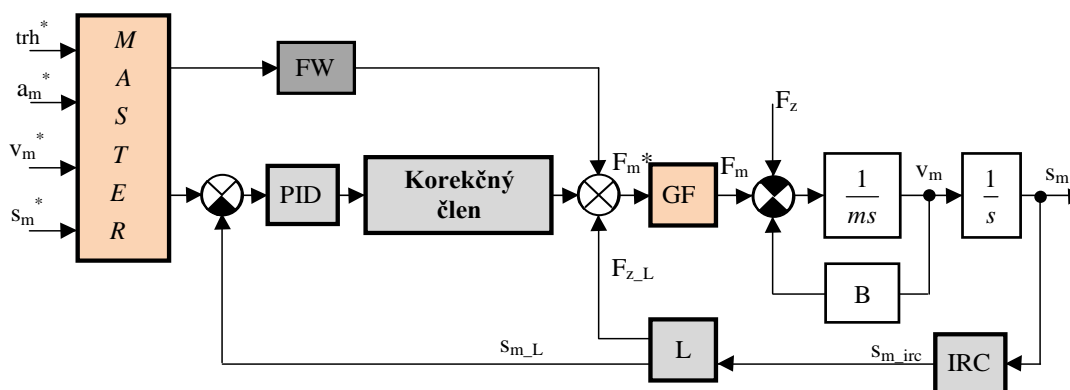 trh*
a_m*
v_m*
s_m*
M
A
S
T
E
R
FW
PID
Korekčný
člen
F_m*
GF
F_m
F_z
1
ms
v_m
1
s
s_m
B
F_z_L
L
s_m_L
s_m_irc
IRC